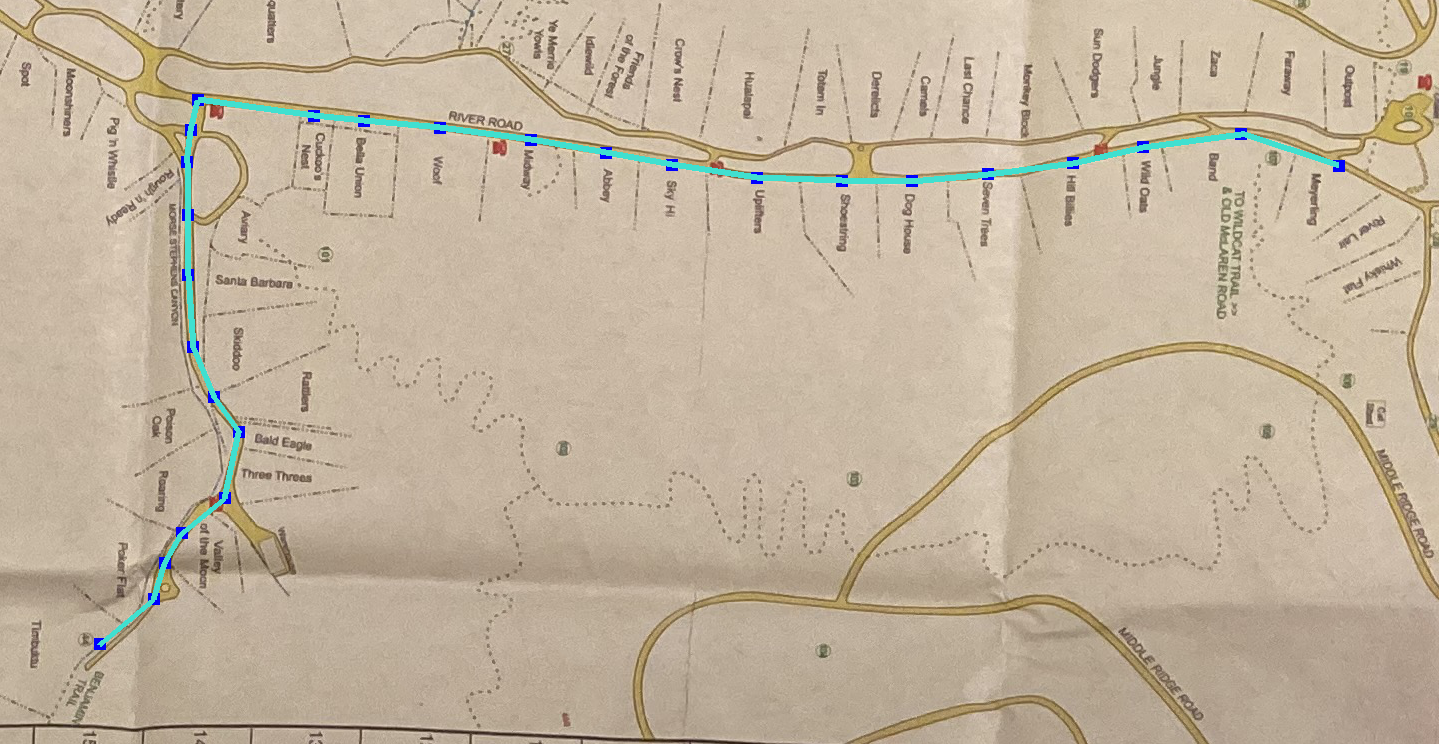 quatters
Ye Merrie
Yowls
Idlewild
Friends
of the Forest
Crow's Nest
Hualapai
Totem In
Derelicts
Camels
Last Chance
Monkey Block
Sun Dodgers
Jungle
Zaca
Faraway
Outpost
Spot
Moonshiners
Pig 'n Whistle
Rough 'n Ready
MORSE STEPHENS CANYON
RIVER ROAD
Cuckoo's
Nest
Bella Union
Woof
Midway
Abbey
Sky Hi
Uplifters
Shoestring
Dog House
Seven Trees
Hill Billies
Wild Oats
Band
Meyerling
River Lair
Whisky Flat
TO WILDCAT TRAIL >>
& OLD McLAREN ROAD
Aviary
101
Santa Barbara
Skiddoo
Rattlers
Poison
Oak
Bald Eagle
Three Threes
Roaring
Valley
of the Moon
Poker Flat
Timbuktu
BENJAMIN
TRAIL
MIDDLE RIDGE ROAD
MIDDLE RIDGE ROAD
15
14
13